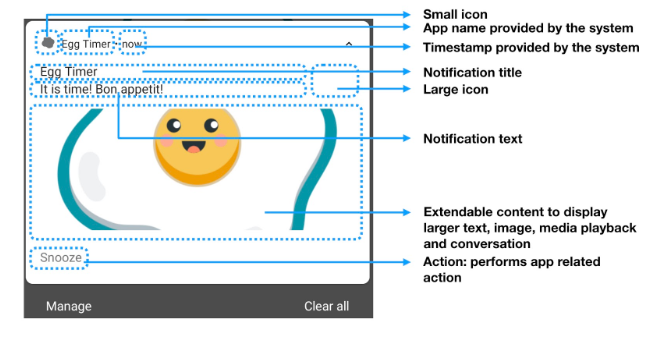 Small icon
App name provided by the system
Egg Timer • now
Timestamp provided by the system
Egg Timer
Notification title
It is time! Bon appetit!
Large icon
Notification text
Extendable content to display
larger text, image, media playback
and conversation
Snooze
Action: performs app related
action
Manage
Clear all